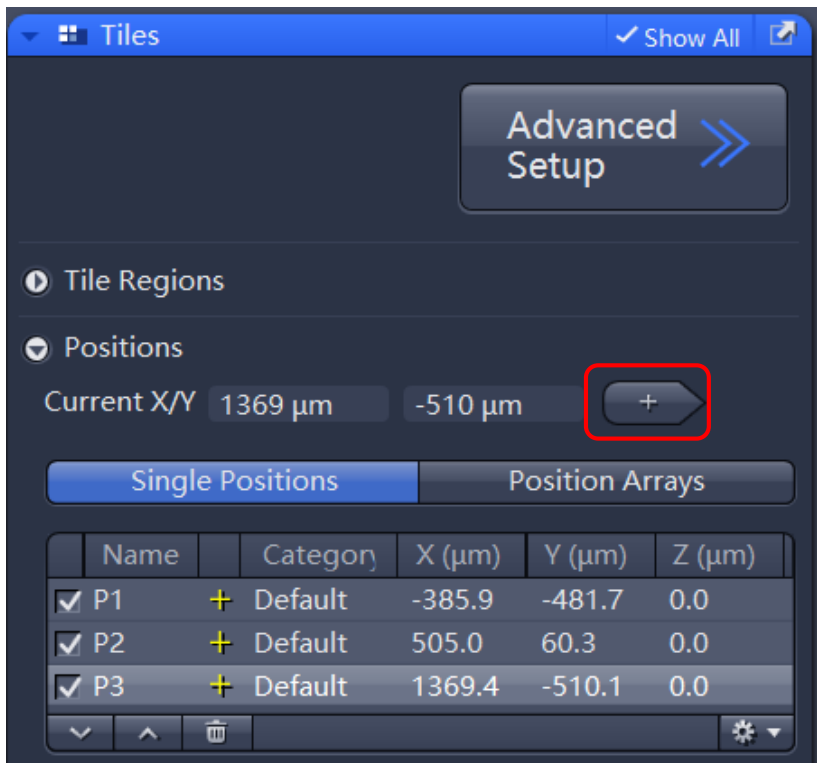 Tiles Show All
Advanced
Setup
Tile Regions
Positions
Current X/Y 1369 µm -510 µm +
Single Positions Position Arrays
Name Category X (µm) Y (µm) Z (µm)
P1 Default -385.9 -481.7 0.0
P2 Default 505.0 60.3 0.0
P3 Default 1369.4 -510.1 0.0